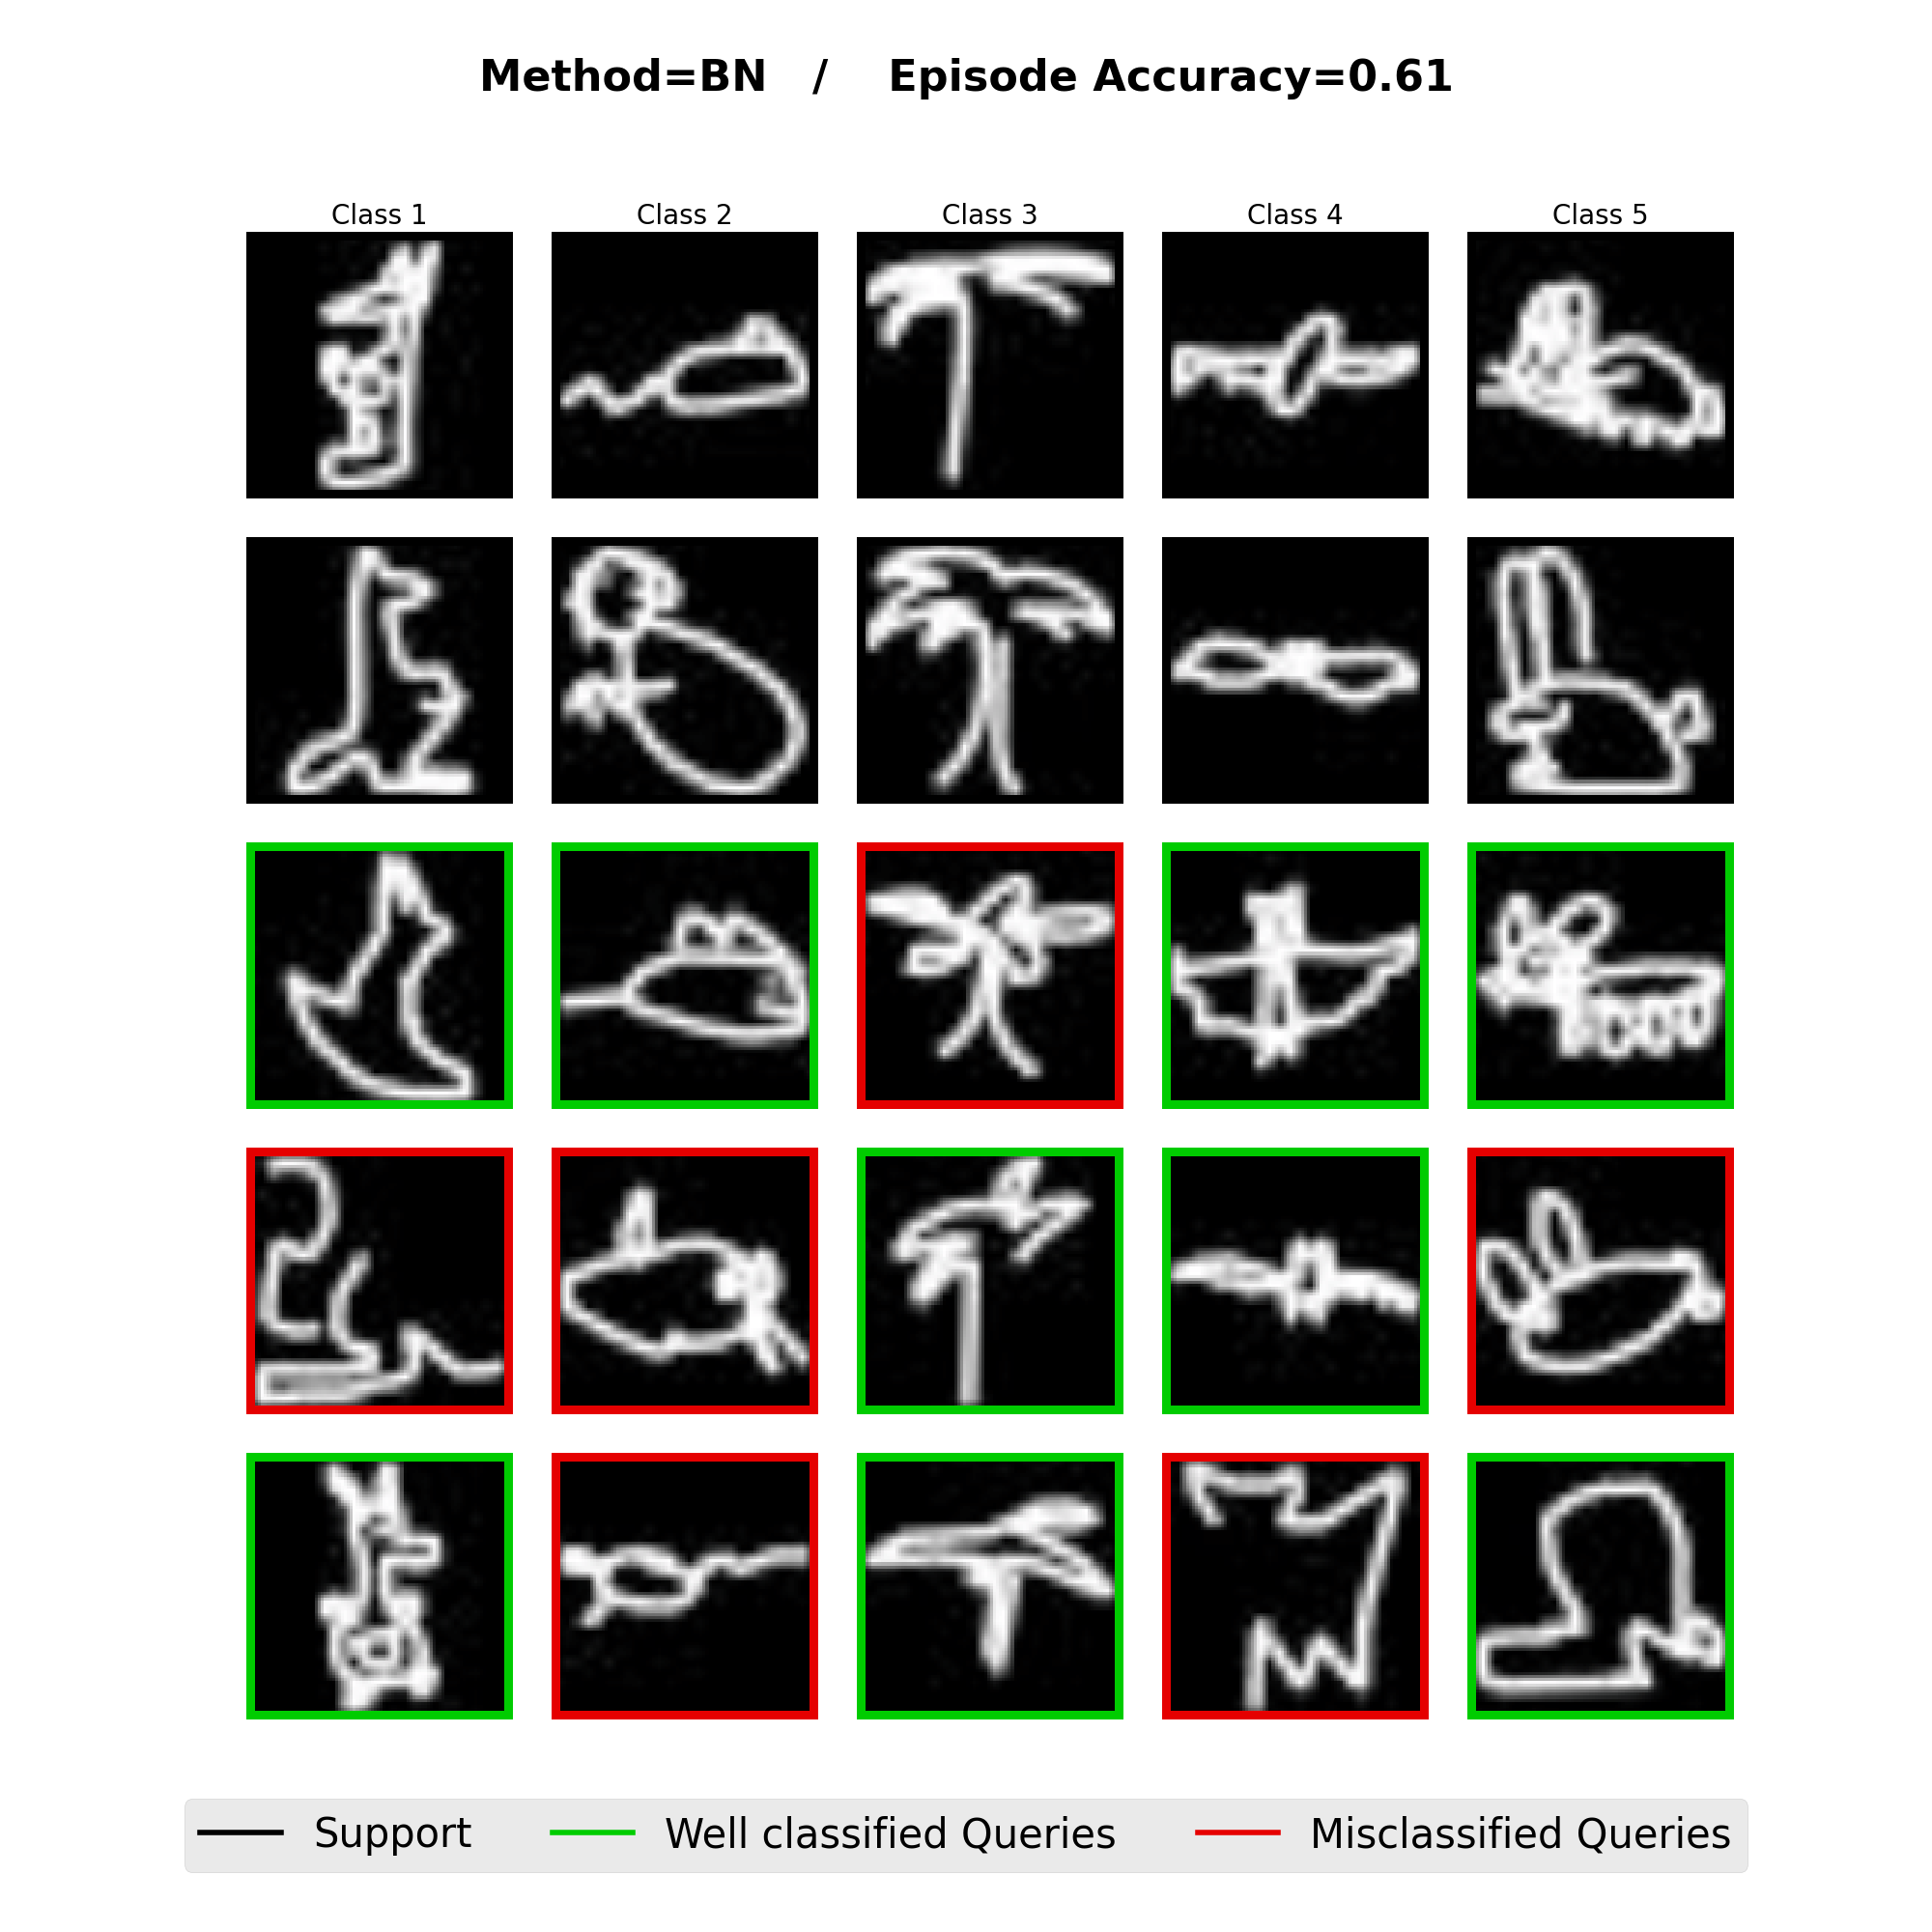 Method=BN / Episode Accuracy=0.61
Class 1 Class 2 Class 3 Class 4 Class 5
Support Well classified Queries Misclassified Queries